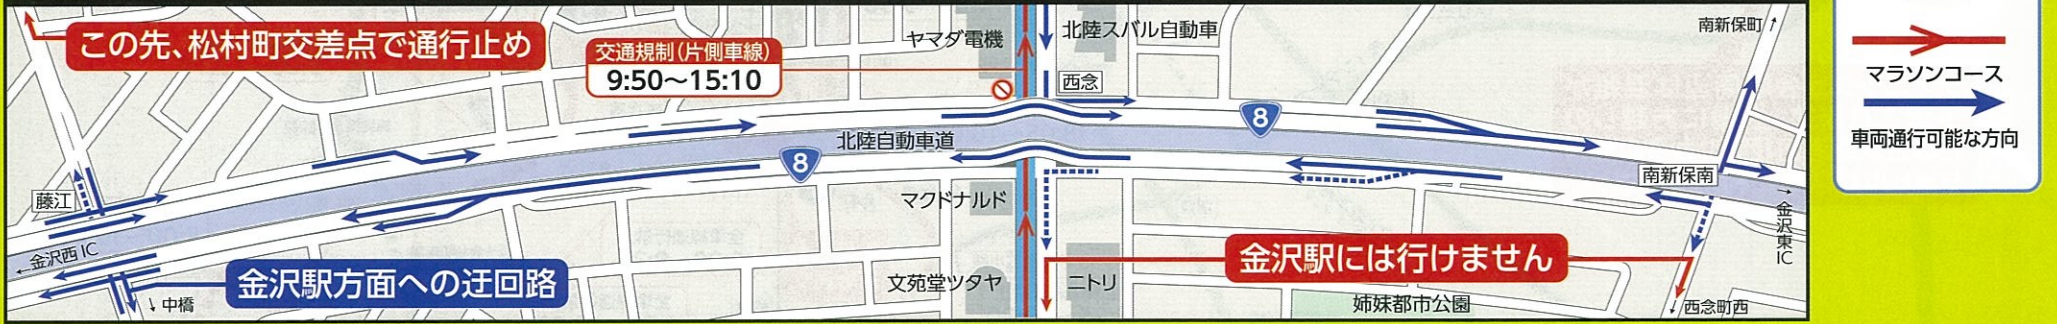 この先、松村町交差点で通行止め
交通規制(片側車線)
9:50〜15:10
ヤマダ電機
北陸スバル自動車
西念
南新保町
マラソンコース
車両通行可能な方向
8
北陸自動車道
8
藤江
南新保南
マクドナルド
←金沢西IC
→金沢東IC
金沢駅方面への迂回路
↓中橋
文苑堂ツタヤ
ニトリ
金沢駅には行けません
姉妹都市公園
西念町西